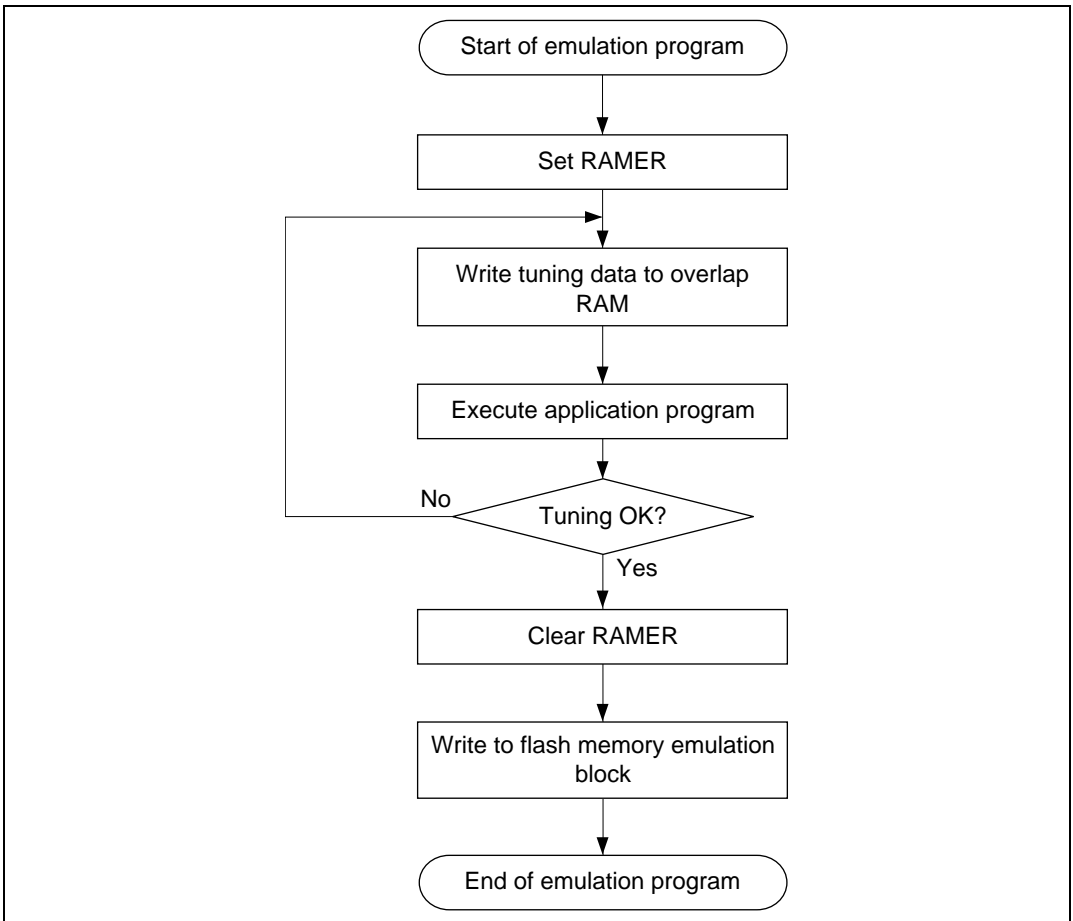 Start of emulation program
Set RAMER
Write tuning data to overlap
RAM
Execute application program
No
Tuning OK?
Yes
Clear RAMER
Write to flash memory emulation
block
End of emulation program